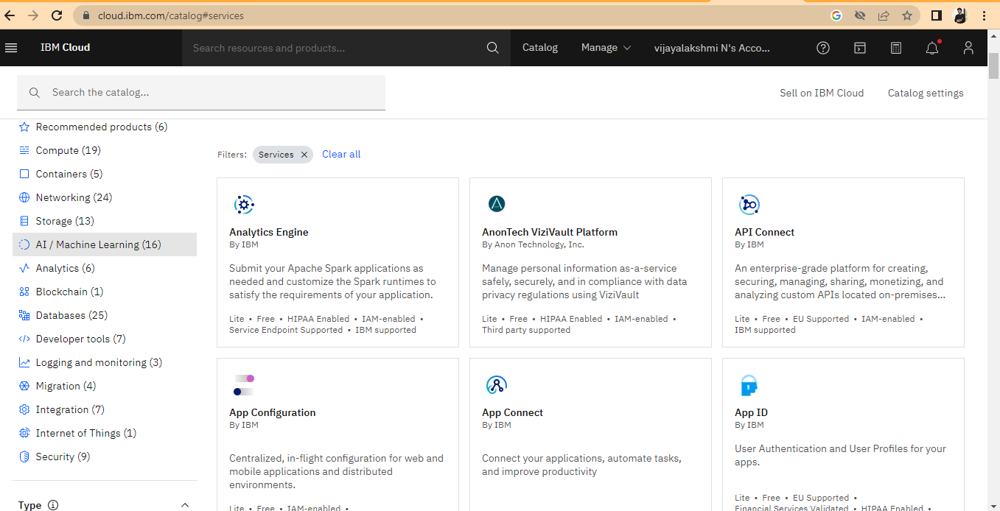 cloud.ibm.com/catalog#services
IBM Cloud
Search resources and products...
Catalog
Manage
vijayalakshmi N's Acco...
Search the catalog...
Sell on IBM Cloud
Catalog settings
Recommended products (6)
Compute (19)
Containers (5)
Networking (24)
Storage (13)
AI / Machine Learning (16)
Analytics (6)
Blockchain (1)
Databases (25)
Developer tools (7)
Logging and monitoring (3)
Migration (4)
Integration (7)
Internet of Things (1)
Security (9)
Type
Filters:
Services
Clear all
Analytics Engine
By IBM
Submit your Apache Spark applications as
needed and customize the Spark runtimes to
satisfy the requirements of your application.
Lite • Free • HIPAA Enabled • IAM-enabled •
Service Endpoint Supported • IBM supported
AnonTech ViziVault Platform
By Anon Technology, Inc.
Manage personal information as-a-service
safely, securely, and in compliance with data
privacy regulations using ViziVault
Lite • Free • HIPAA Enabled • IAM-enabled •
Third party supported
API Connect
By IBM
An enterprise-grade platform for creating,
securing, managing, sharing, monetizing, and
analyzing custom APIs located on-premises...
Lite • Free • EU Supported • IAM-enabled •
IBM supported
App Configuration
By IBM
Centralized, in-flight configuration for web and
mobile applications and distributed
environments.
Lite • Free • IAM-enabled •
App Connect
By IBM
Connect your applications, automate tasks,
and improve productivity
App ID
By IBM
User Authentication and User Profiles for your
apps.
Lite • Free • EU Supported •
Financial Services Validated • HIPAA Enabled •